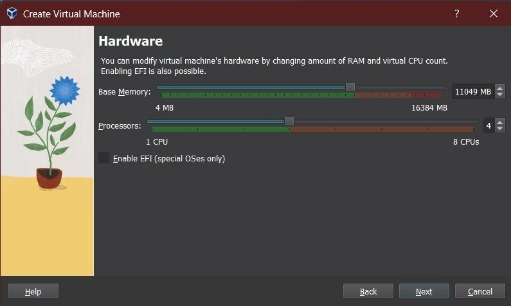 Create Virtual Machine
Hardware
You can modify virtual machine's hardware by changing amount of RAM and virtual CPU count.
Enabling EFI is also possible.
Base Memory: 11049 MB
4 MB 16384 MB
Processors: 4
1 CPU 8 CPUs
Enable EFI (special OSes only)
Help Back Next Cancel